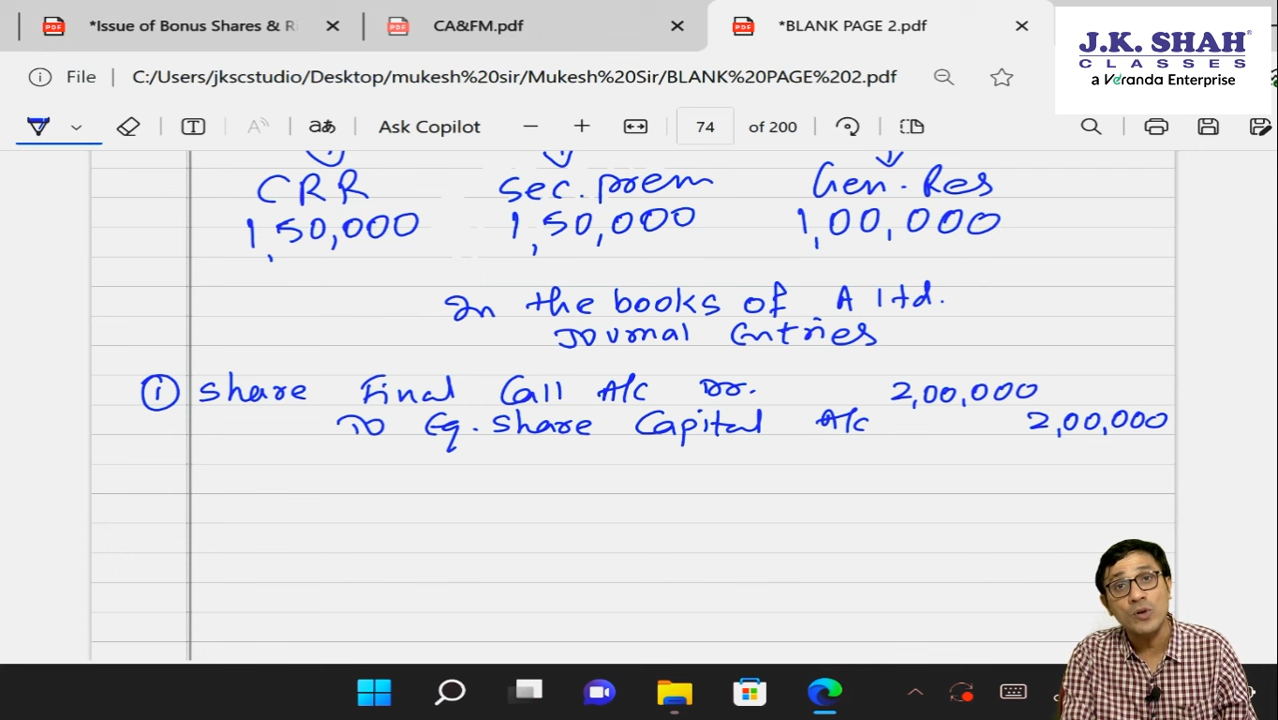 *Issue of Bonus Shares & Ri
CA&FM.pdf
*BLANK PAGE 2.pdf
J.K. SHAH®
CLASSES
a Veranda Enterprise
File C:/Users/jkscstudio/Desktop/mukesh%20sir/Mukesh%20Sir/BLANK%20PAGE%202.pdf
Ask Copilot
74 of 200
CRR Sec. prem Gen. Res
1,50,000 1,50,000 1,00,000
In the books of A ltd.
Journal Entries
① Share Final Call A/c Dr. 2,00,000
To Eq. Share Capital A/c 2,00,000